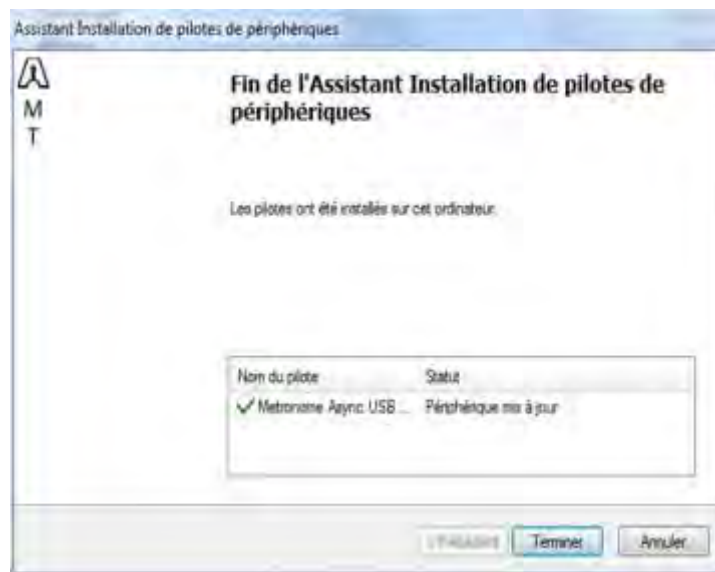 Assistant Installation de pilotes de périphériques
M
T
Fin de l'Assistant Installation de pilotes de
périphériques
Les pilotes ont été installés sur cet ordinateur.
Nom du pilote Statut
Metronome Async USB ... Périphérique mis à jour
Terminer Annuler